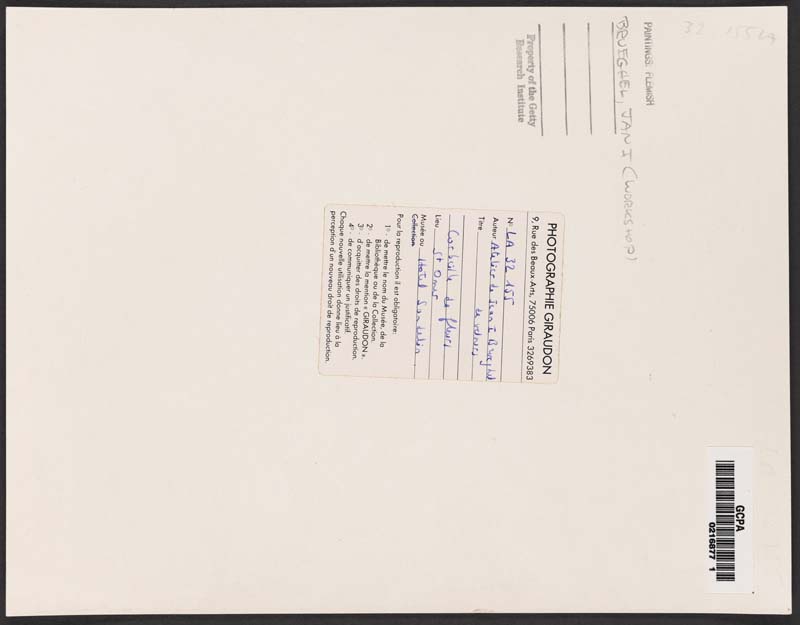 32 155LA
PAINTINGS: FLEMISH
BRUEGHEL, JAN I (WORKSHOP)
Property of the Getty
Research Institute
PHOTOGRAPHIE GIRAUDON
9, Rue des Beaux Arts, 75006 Paris 3269383
N° LA 32 155
Auteur Atelier de Jean I Brueghel
de velours
Titre
Corbeille de fleurs
Lieu St Omer
Musée ou
Collection Hotel Sandelin.
Pour la reproduction il est obligatoire:
1° - de mettre le nom du Musée, de la
Bibliothèque ou de la Collection.
2° - de mettre la mention « GIRAUDON ».
3° - d'acquitter des droits de reproduction.
4° - de communiquer un justificatif.
Chaque nouvelle utilisation donne lieu à la
perception d'un nouveau droit de reproduction.
GCPA
0216877 1